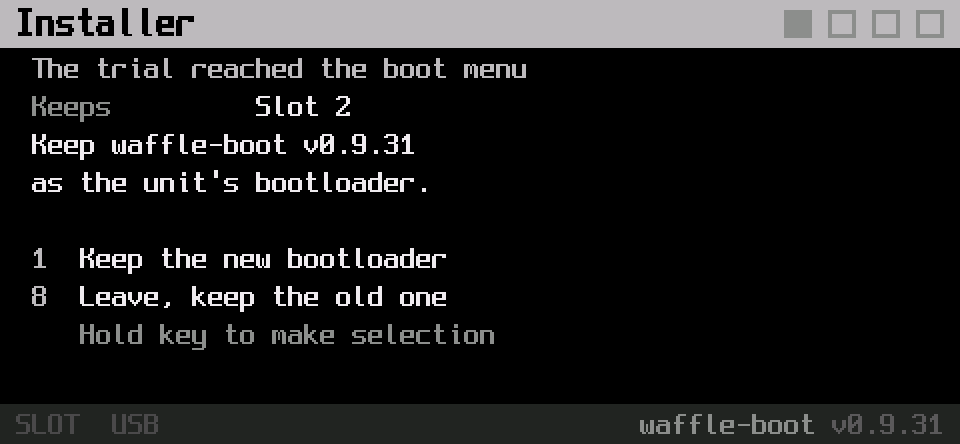 Installer
The trial reached the boot menu
Keeps Slot 2
Keep waffle-boot v0.9.31
as the unit's bootloader.
1 Keep the new bootloader
8 Leave, keep the old one
Hold key to make selection
SLOT USB waffle-boot v0.9.31